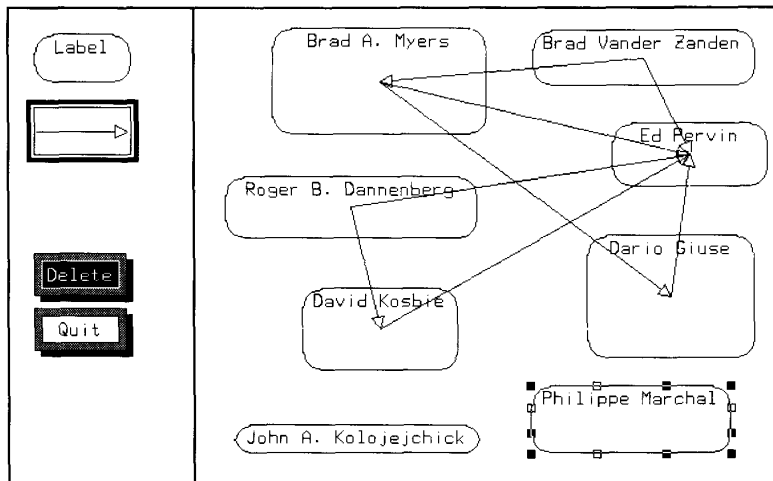 Label
Delete
Quit
Brad A. Myers
Brad Vander Zanden
Ed Pervin
Roger B. Dannenberg
Dario Giuse
David Kosbie
Philippe Marchal
John A. Kolojejchick